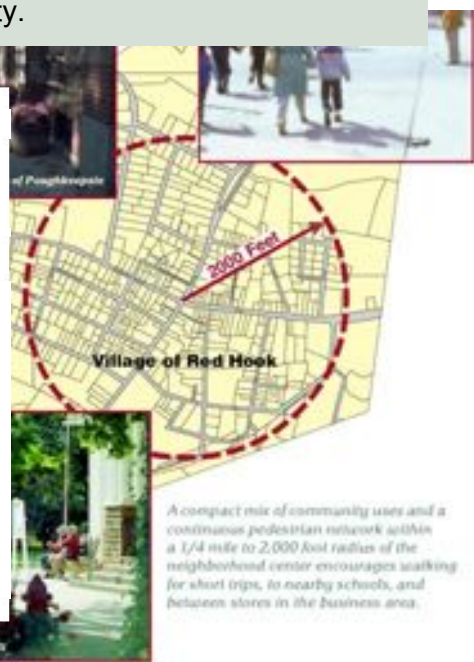 ty.
of Poughkeepsie
2000 Feet
Village of Red Hook
A compact mix of community uses and a
continuous pedestrian network within
a 1/4 mile to 2,000 foot radius of the
neighborhood center encourages walking
for short trips, to nearby schools, and
between stores in the business area.